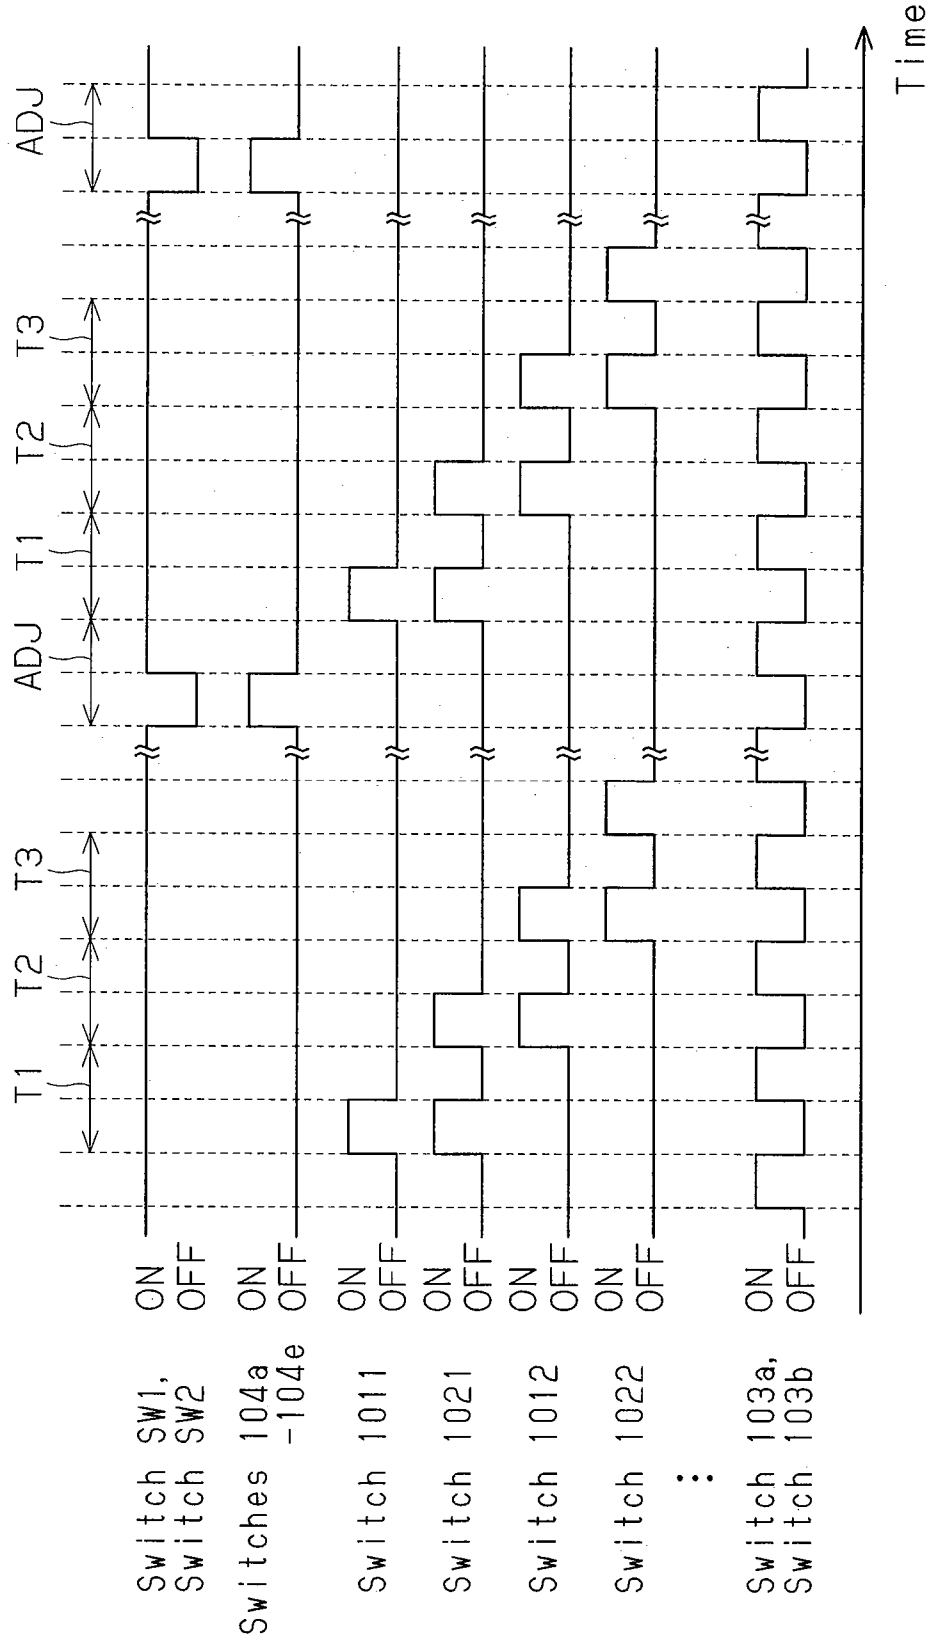 T1 T2 T3 ADJ T1 T2 T3 ADJ
Switch SW1,
Switch SW2
ON
OFF
Switches 104a
-104e
ON
OFF
Switch 1011
ON
OFF
Switch 1021
ON
OFF
Switch 1012
ON
OFF
Switch 1022
ON
OFF
Switch 103a,
Switch 103b
ON
OFF
Time